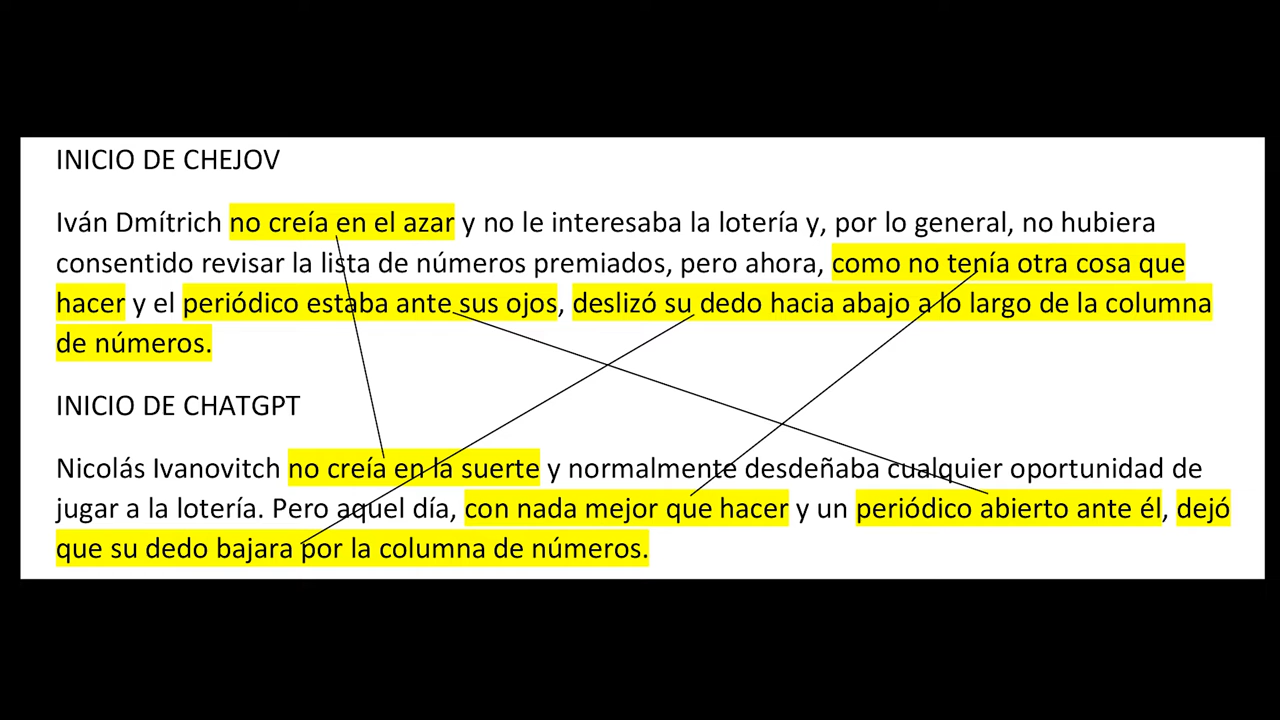 INICIO DE CHEJOV
Iván Dmítrich no creía en el azar y no le interesaba la lotería y, por lo general, no hubiera
consentido revisar la lista de números premiados, pero ahora, como no tenía otra cosa que
hacer y el periódico estaba ante sus ojos, deslizó su dedo hacia abajo a lo largo de la columna
de números.
INICIO DE CHATGPT
Nicolás Ivanovitch no creía en la suerte y normalmente desdeñaba cualquier oportunidad de
jugar a la lotería. Pero aquel día, con nada mejor que hacer y un periódico abierto ante él, dejó
que su dedo bajara por la columna de números.